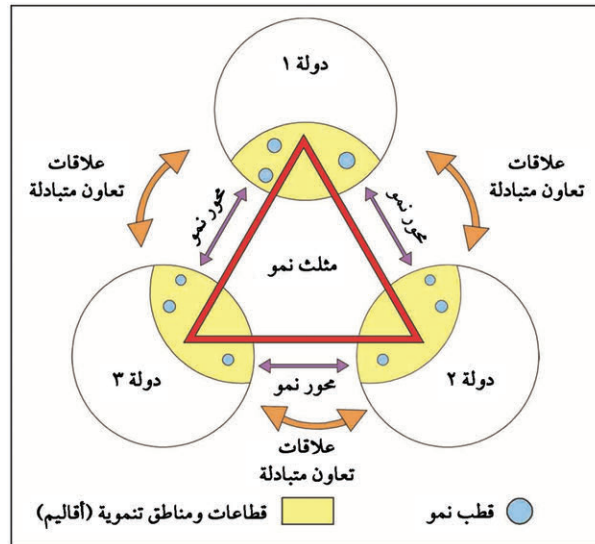 دولة ١
علاقات
تعاون متبادلة
علاقات
تعاون متبادلة
محور نمو
محور نمو
مثلث نمو
دولة ٢
دولة ٣
محور نمو
علاقات
تعاون متبادلة
قطب نمو
قطاعات ومناطق تنموية (أقاليم)